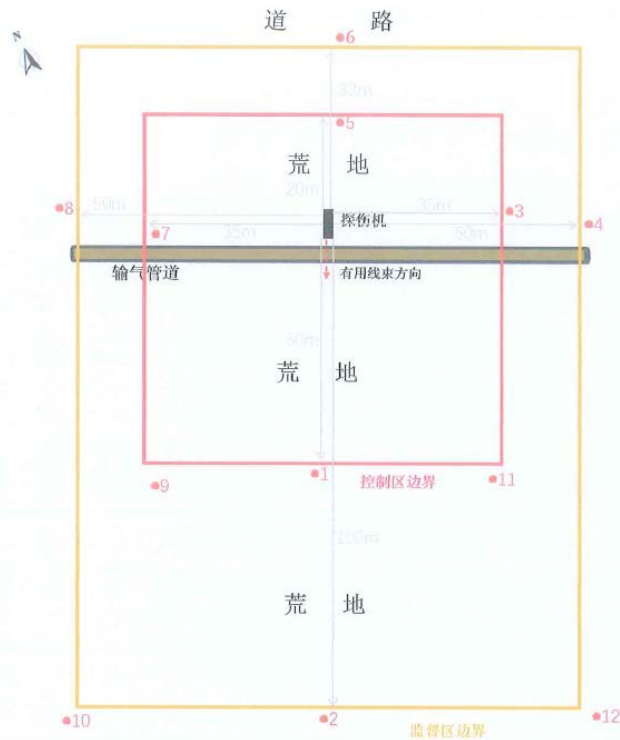 道 路
N
6
32m
5
荒 地
20m
8
50m
35m
3
探伤机
7
35m
50m
4
输气管道
有用线束方向
50m
荒 地
1
9
控制区边界
11
100m
荒 地
10
2
监督区边界
12